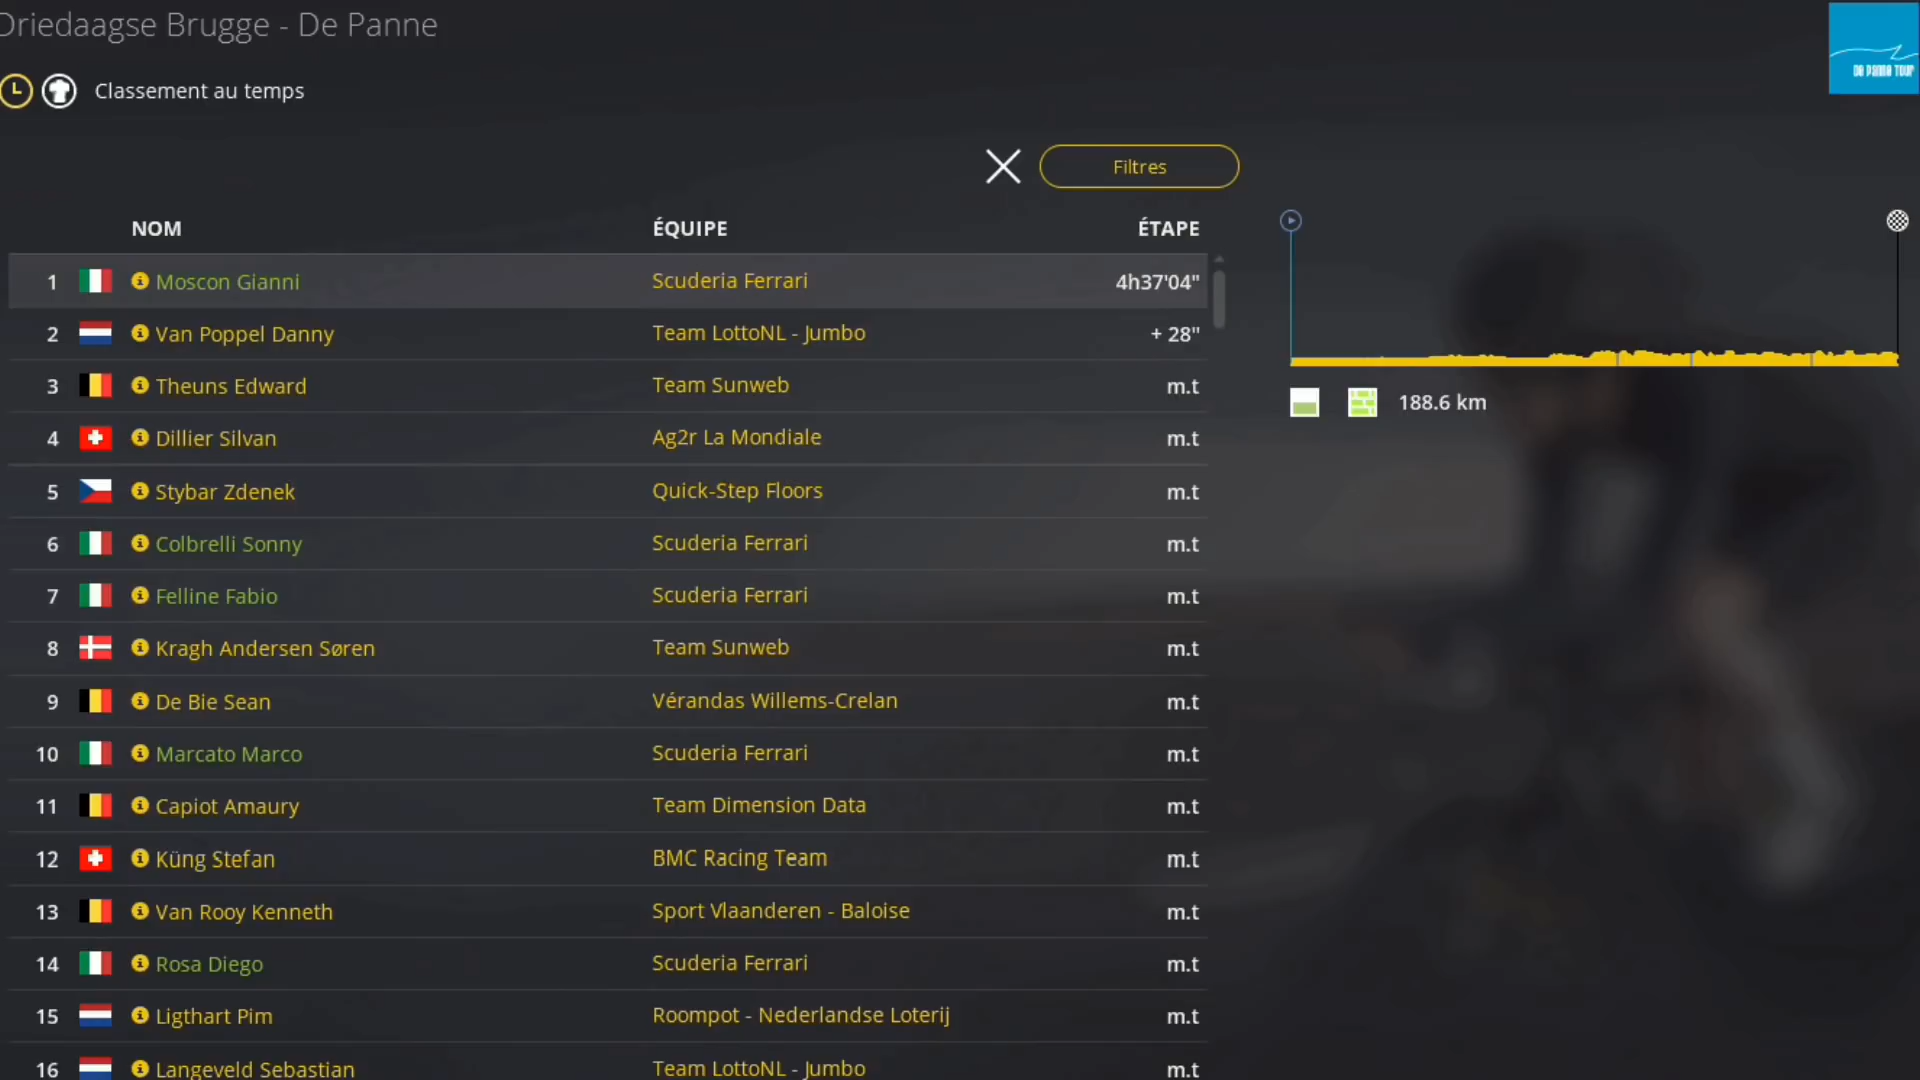 Driedaagse Brugge - De Panne
DE PANNE TOUR
Classement au temps
Filtres
NOM ÉQUIPE ÉTAPE
1 Moscon Gianni Scuderia Ferrari 4h37'04"
2 Van Poppel Danny Team LottoNL - Jumbo + 28"
3 Theuns Edward Team Sunweb m.t
4 Dillier Silvan Ag2r La Mondiale m.t
5 Stybar Zdenek Quick-Step Floors m.t
6 Colbrelli Sonny Scuderia Ferrari m.t
7 Felline Fabio Scuderia Ferrari m.t
8 Kragh Andersen Søren Team Sunweb m.t
9 De Bie Sean Vérandas Willems-Crelan m.t
10 Marcato Marco Scuderia Ferrari m.t
11 Capiot Amaury Team Dimension Data m.t
12 Küng Stefan BMC Racing Team m.t
13 Van Rooy Kenneth Sport Vlaanderen - Baloise m.t
14 Rosa Diego Scuderia Ferrari m.t
15 Ligthart Pim Roompot - Nederlandse Loterij m.t
16 Langeveld Sebastian Team LottoNL - Jumbo m.t
188.6 km